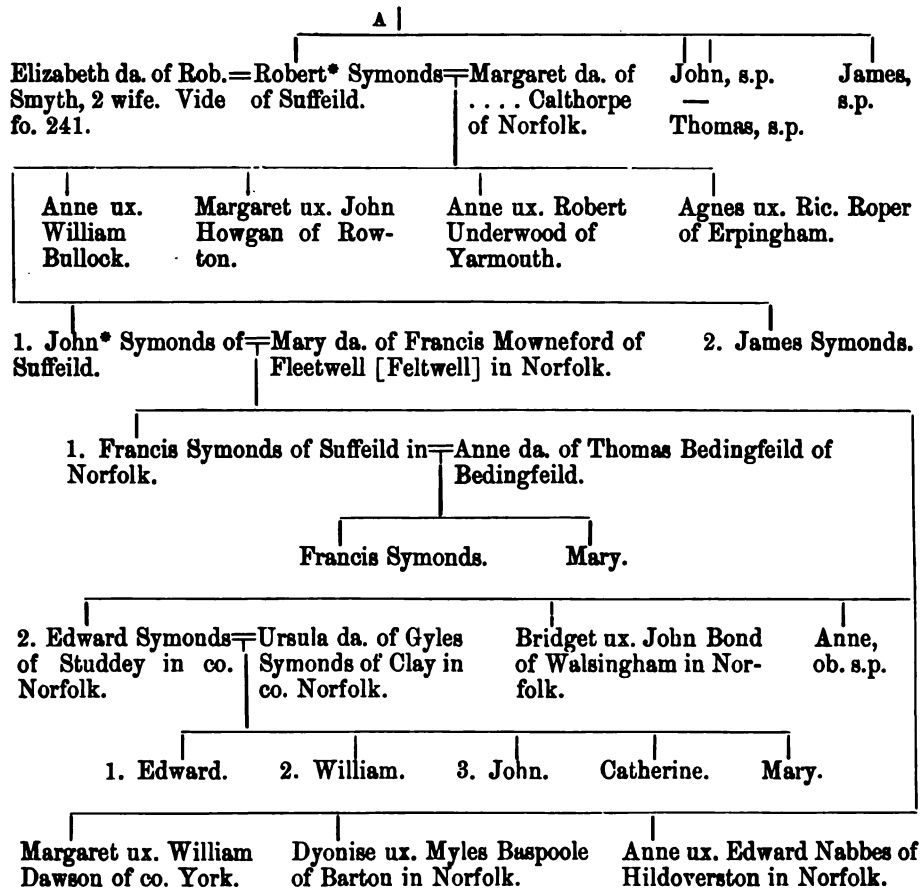 A
Elizabeth da. of Rob. = Robert* Symonds = Margaret da. of John, s.p. James,
Smyth, 2 wife. Vide of Suffeild. . . . . Calthorpe — s.p.
fo. 241. of Norfolk. Thomas, s.p.
Anne ux. Margaret ux. John Anne ux. Robert Agnes ux. Ric. Roper
William Howgan of Row- Underwood of of Erpingham.
Bullock. ton. Yarmouth.
1. John* Symonds of = Mary da. of Francis Mowneford of 2. James Symonds.
Suffeild. Fleetwell [Feltwell] in Norfolk.
1. Francis Symonds of Suffeild in = Anne da. of Thomas Bedingfeild of
Norfolk. Bedingfeild.
Francis Symonds. Mary.
2. Edward Symonds = Ursula da. of Gyles Bridget ux. John Bond Anne,
of Studdey in co. Symonds of Clay in of Walsingham in Nor- ob. s.p.
Norfolk. co. Norfolk. folk.
1. Edward. 2. William. 3. John. Catherine. Mary.
Margaret ux. William Dyonise ux. Myles Baspoole Anne ux. Edward Nabbes of
Dawson of co. York. of Barton in Norfolk. Hildoverston in Norfolk.